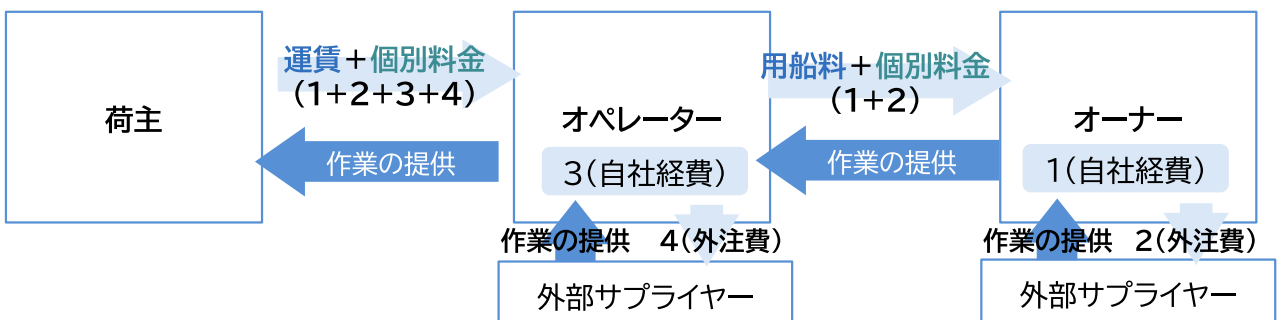 荷主
運賃+個別料金
(1+2+3+4)
作業の提供
オペレーター
3(自社経費)
作業の提供
4(外注費)
外部サプライヤー
用船料+個別料金
(1+2)
作業の提供
オーナー
1(自社経費)
作業の提供
2(外注費)
外部サプライヤー